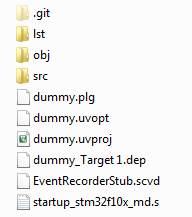 .git
lst
obj
src
dummy.plg
dummy.uvopt
dummy.uvproj
dummy_Target 1.dep
EventRecorderStub.scvd
startup_stm32f10x_md.s